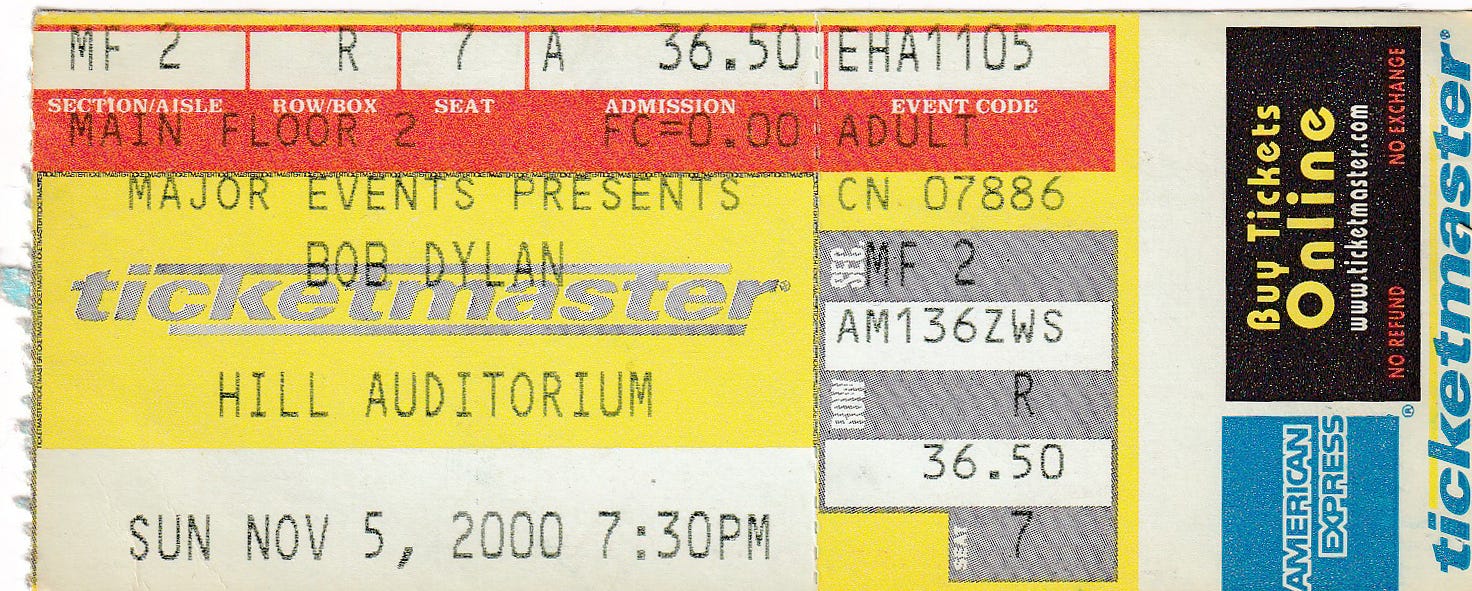 MF 2 R 7 A 36.50 EHA1105
SECTION/AISLE ROW/BOX SEAT ADMISSION EVENT CODE
MAIN FLOOR 2 FC=0.00 ADULT
MAJOR EVENTS PRESENTS CN 07886
BOB DYLAN
ticketmaster®
HILL AUDITORIUM
SUN NOV 5, 2000 7:30PM
SEC.
MF 2
AM136ZWS
R
36.50
SEAT
7
Buy Tickets
Online
www.ticketmaster.com
NO REFUND NO EXCHANGE
AMERICAN
EXPRESS
®
ticketmaster®